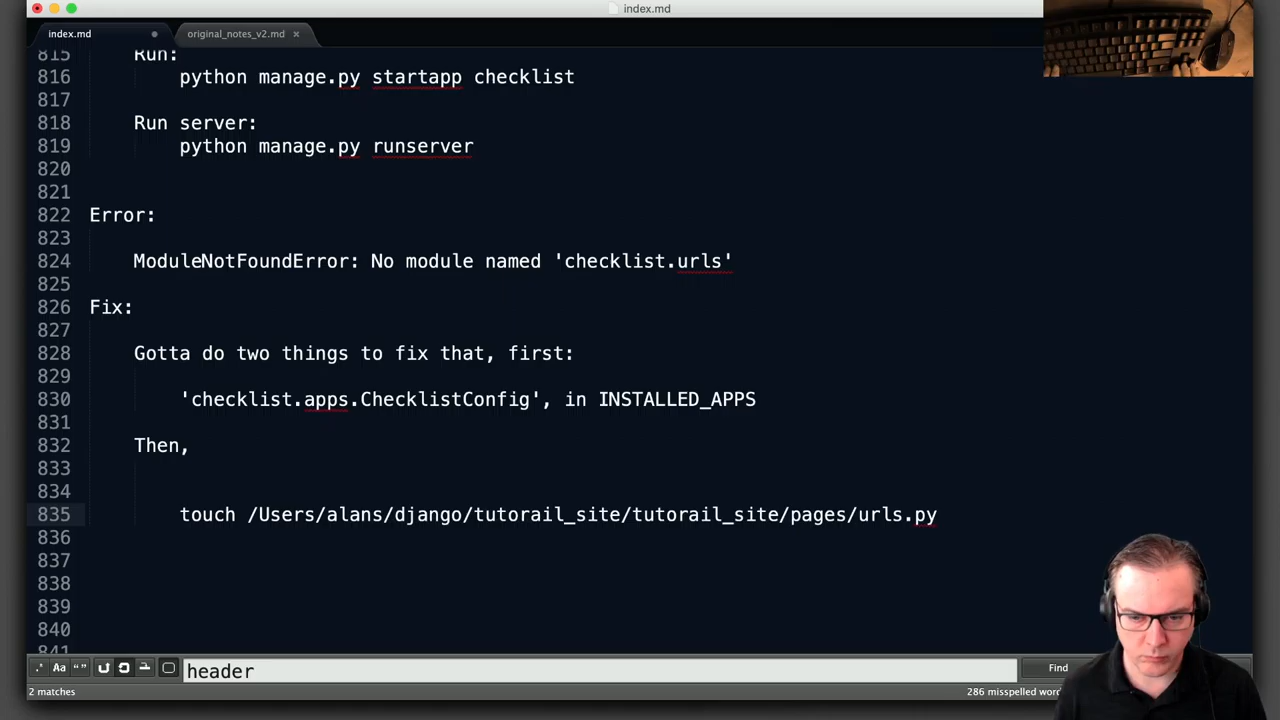 index.md
index.md
original_notes_v2.md
815 Run:
816 python manage.py startapp checklist
817
818 Run server:
819 python manage.py runserver
820
821
822 Error:
823
824 ModuleNotFoundError: No module named 'checklist.urls'
825
826 Fix:
827
828 Gotta do two things to fix that, first:
829
830 'checklist.apps.ChecklistConfig', in INSTALLED_APPS
831
832 Then,
833
834
835 touch /Users/alans/django/tutorail_site/tutorail_site/pages/urls.py
836
837
838
839
840
841
.* Aa “” header Find
2 matches
286 misspelled